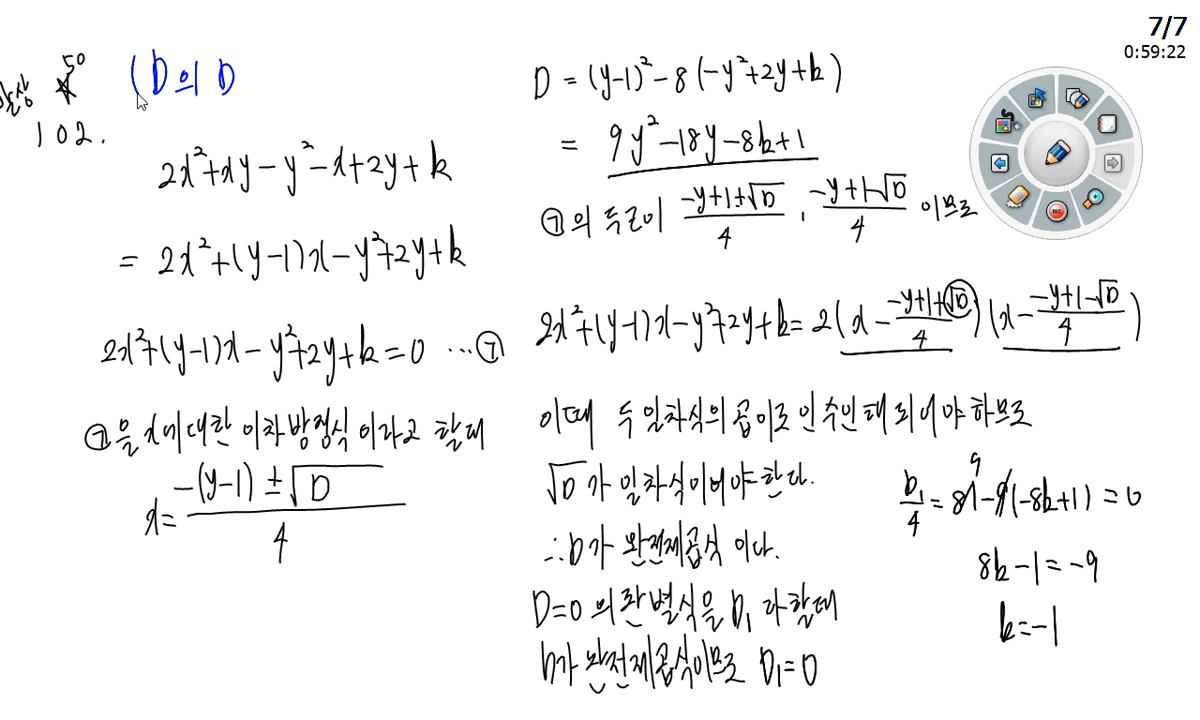 7/7
0:59:22
50
102.
(D의 D
2x²+xy-y²-x+2y+k
= 2x²+(y-1)x-y²+2y+k
2x²+(y-1)x-y²+2y+k=0 ...㉠
㉠을 x에 대한 이차방정식이라고 할때
x= (-(y-1)±√D)/4
D = (y-1)²-8(-y²+2y+k)
= 9y²-18y-8k+1
㉠의 두근이 (-y+1+√D)/4, (-y+1-√D)/4 이므로
2x²+(y-1)x-y²+2y+k=2(x-(-y+1+√D)/4)(x-(-y+1-√D)/4)
이때 두 일차식의 곱으로 인수분해 되어야 하므로
√D가 일차식이어야한다.
∴D가 완전제곱식 이다.
D=0의 판별식을 D₁ 라할때
D가 완전제곱식이므로 D₁=0
D₁/4=81-9(-8k+1)=0
9
8k-1=-9
k=-1
REC